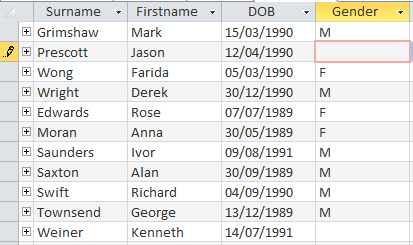 Surname Firstname DOB Gender
Grimshaw Mark 15/03/1990 M
Prescott Jason 12/04/1990
Wong Farida 05/03/1990 F
Wright Derek 30/12/1990 M
Edwards Rose 07/07/1989 F
Moran Anna 30/05/1989 F
Saunders Ivor 09/08/1991 M
Saxton Alan 30/09/1989 M
Swift Richard 04/09/1990 M
Townsend George 13/12/1989 M
Weiner Kenneth 14/07/1991